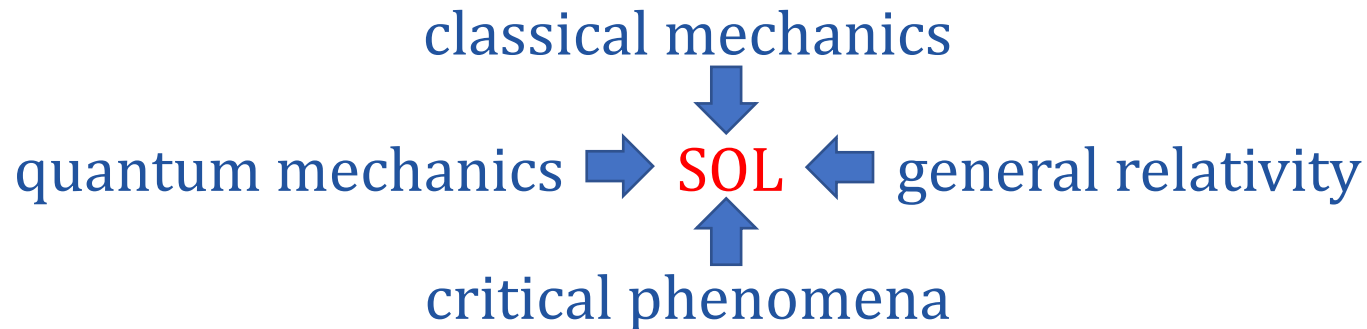 classical mechanics
quantum mechanics SOL general relativity
critical phenomena